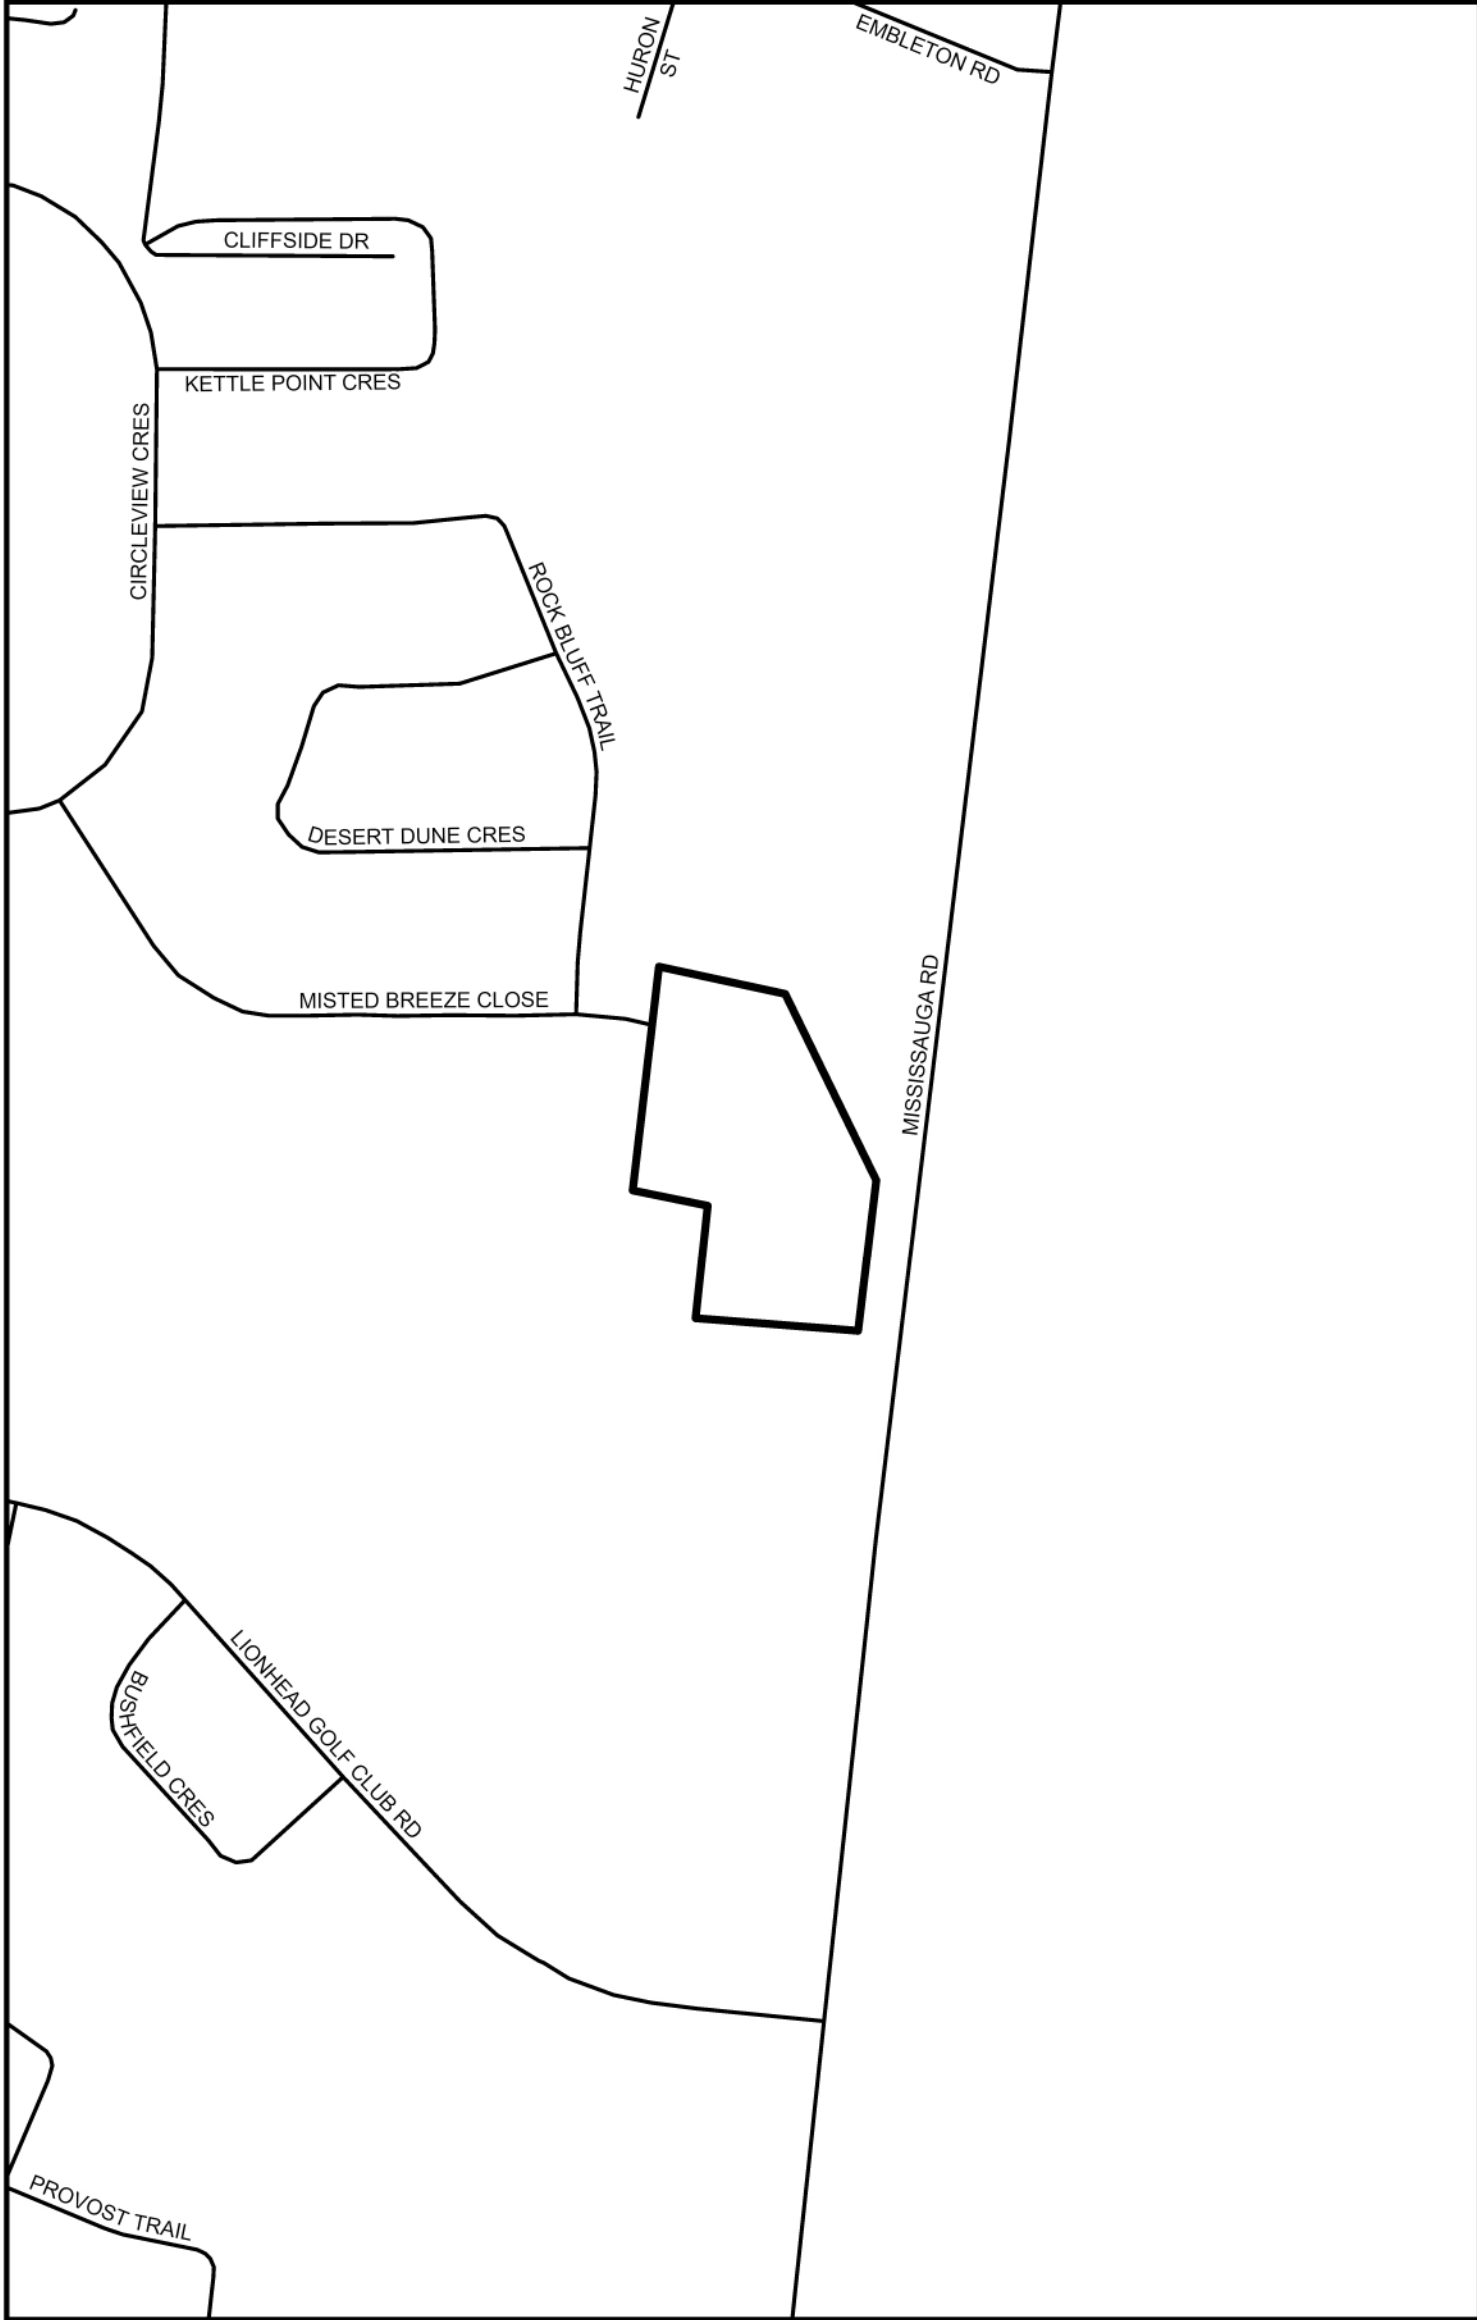 HURON
ST
EMBLETON RD
CLIFFSIDE DR
KETTLE POINT CRES
CIRCLEVIEW CRES
ROCK BLUFF TRAIL
DESERT DUNE CRES
MISTED BREEZE CLOSE
MISSISSAUGA RD
LIONHEAD GOLF CLUB RD
BUSHFIELD CRES
PROVOST TRAIL